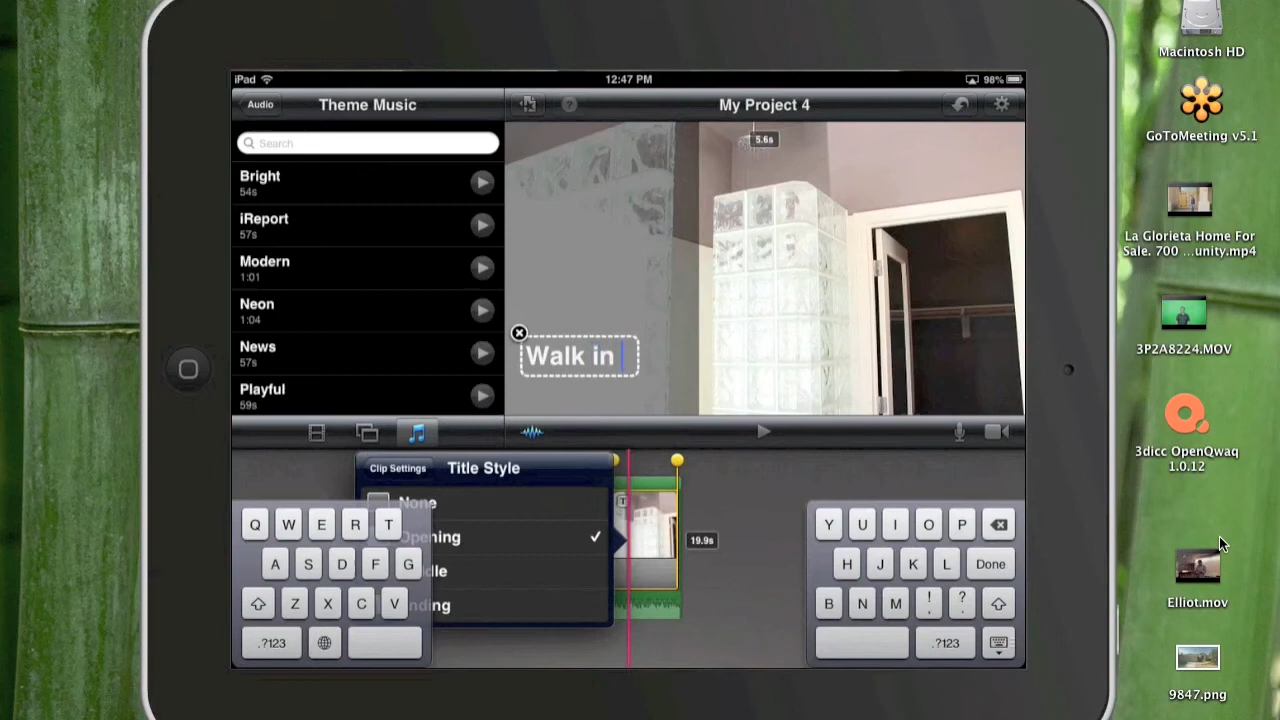 iPad
12:47 PM
98%
Audio
Theme Music
My Project 4
?
Search
Bright
54s
iReport
57s
Modern
1:01
Neon
1:04
News
57s
Playful
59s
5.6s
Walk in
Clip Settings
Title Style
None
Opening
ddle
nding
T
19.9s
Q W E R T
A S D F G
Z X C V
.?123
Y U I O P
H J K L Done
B N M ! , ? .
.?123
Macintosh HD
GoToMeeting v5.1
La Glorieta Home For
Sale. 700 ...unity.mp4
3P2A8224.MOV
3dicc OpenQwaq
1.0.12
Elliot.mov
9847.png